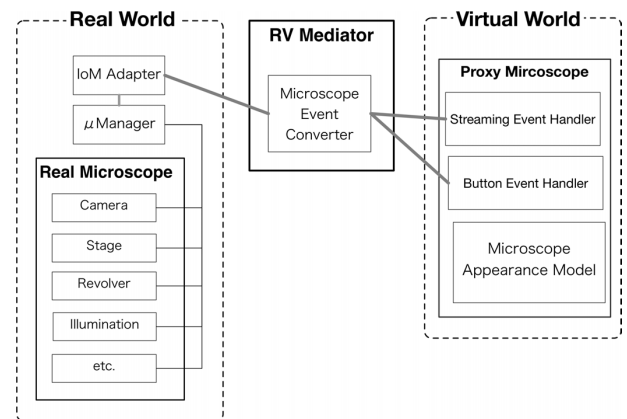 Real World
IoM Adapter
μManager
Real Microscope
Camera
Stage
Revolver
Illumination
etc.
RV Mediator
Microscope
Event
Converter
Virtual World
Proxy Mircoscope
Streaming Event Handler
Button Event Handler
Microscope
Appearance Model